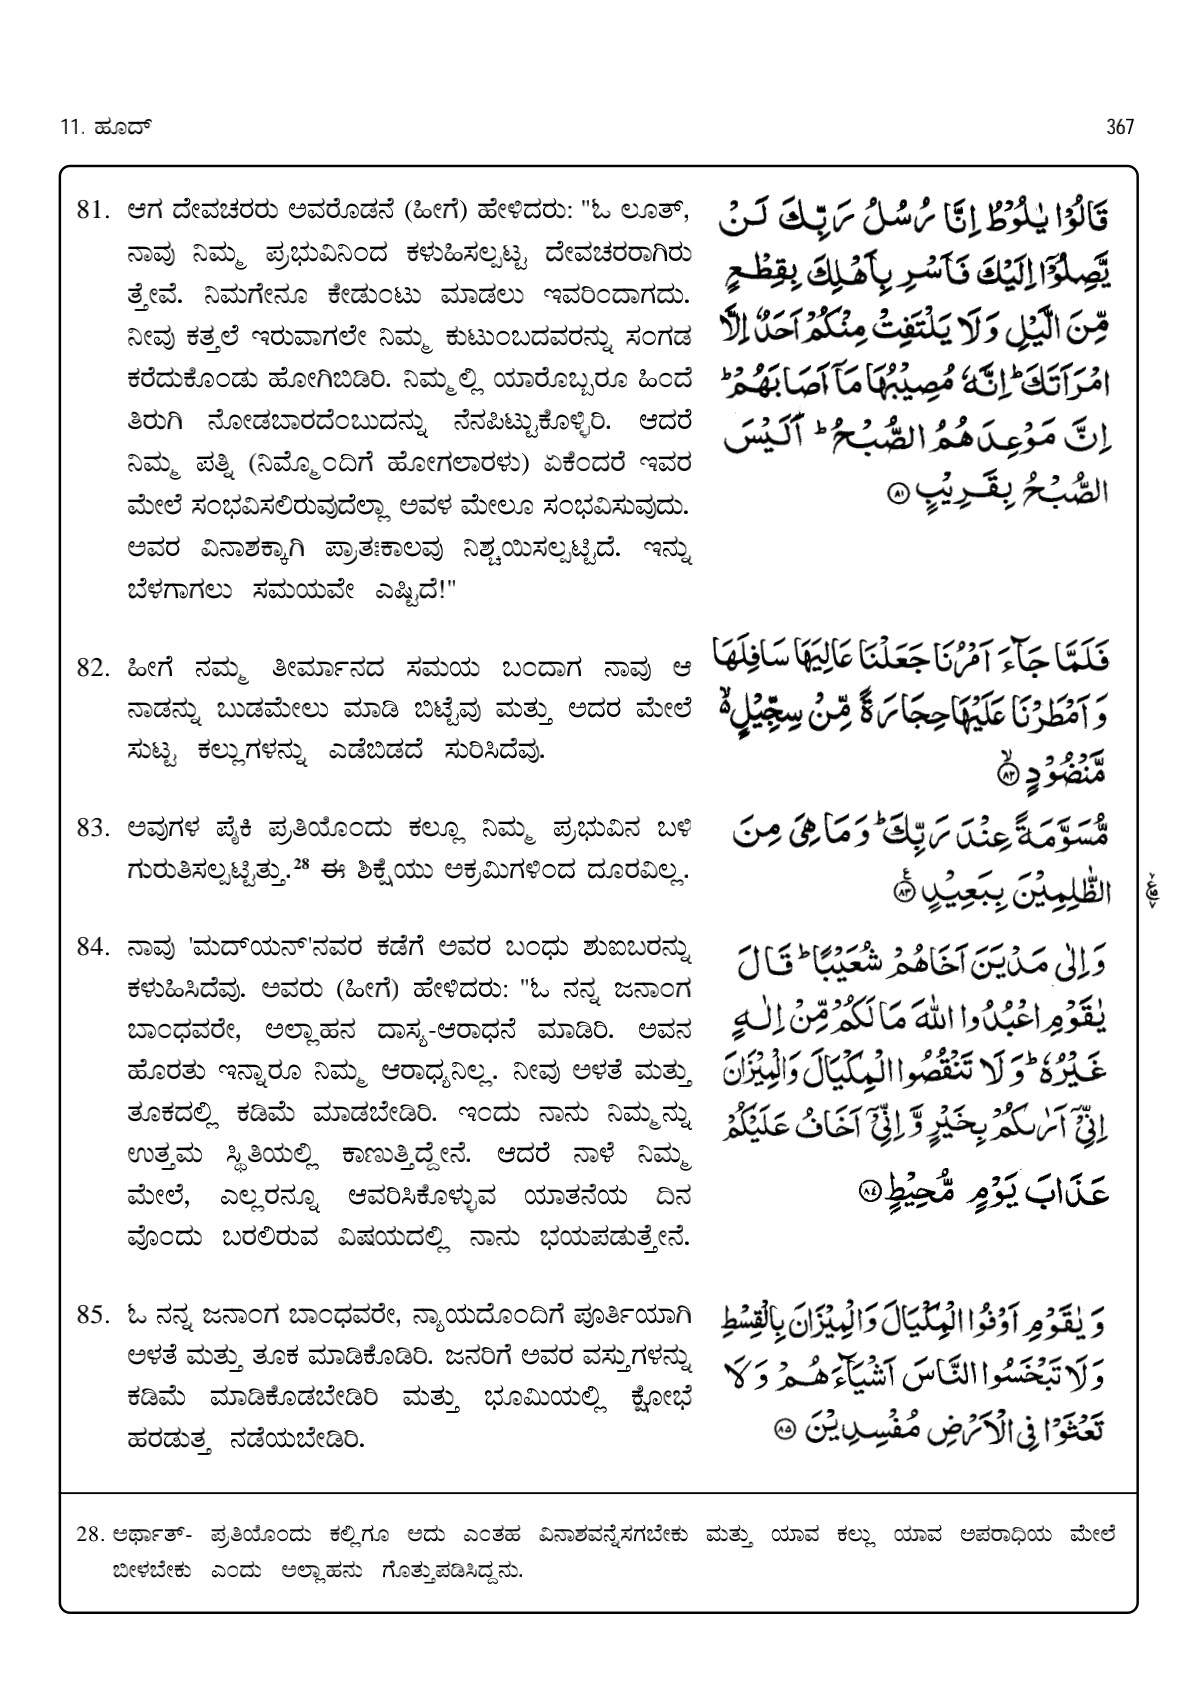 11. ಹೂದ್
367
81. ಆಗ ದೇವಚರರು ಅವರೊಡನೆ (ಹೀಗೆ) ಹೇಳಿದರು: "ಓ ಲೂತ್,
ನಾವು ನಿಮ್ಮ ಪ್ರಭುವಿನಿಂದ ಕಳುಹಿಸಲ್ಪಟ್ಟ ದೇವಚರರಾಗಿರು
ತ್ತೇವೆ. ನಿಮಗೇನೂ ಕೇಡುಂಟು ಮಾಡಲು ಇವರಿಂದಾಗದು.
ನೀವು ಕತ್ತಲೆ ಇರುವಾಗಲೇ ನಿಮ್ಮ ಕುಟುಂಬದವರನ್ನು ಸಂಗಡ
ಕರೆದುಕೊಂಡು ಹೋಗಿಬಿಡಿರಿ. ನಿಮ್ಮಲ್ಲಿ ಯಾರೊಬ್ಬರೂ ಹಿಂದೆ
ತಿರುಗಿ ನೋಡಬಾರದೆಂಬುದನ್ನು ನೆನಪಿಟ್ಟುಕೊಳ್ಳಿರಿ. ಆದರೆ
ನಿಮ್ಮ ಪತ್ನಿ (ನಿಮ್ಮೊಂದಿಗೆ ಹೋಗಲಾರಳು) ಏಕೆಂದರೆ ಇವರ
ಮೇಲೆ ಸಂಭವಿಸಲಿರುವುದೆಲ್ಲಾ ಅವಳ ಮೇಲೂ ಸಂಭವಿಸುವುದು.
ಅವರ ವಿನಾಶಕ್ಕಾಗಿ ಪ್ರಾತಃಕಾಲವು ನಿಶ್ಚಯಿಸಲ್ಪಟ್ಟಿದೆ. ಇನ್ನು
ಬೆಳಗಾಗಲು ಸಮಯವೇ ಎಷ್ಟಿದೆ!"
قَالُوْا يٰلُوْطُ اِنَّا رُسُلُ رَبِّكَ لَنْ
يَّصِلُوْٓا اِلَيْكَ فَاَسْرِ بِاَهْلِكَ بِقِطْعٍ
مِّنَ الَّيْلِ وَلَا يَلْتَفِتْ مِنْكُمْ اَحَدٌ اِلَّا
امْرَاَتَكَ ؕ اِنَّهٗ مُصِيْبُهَا مَآ اَصَابَهُمْ ؕ
اِنَّ مَوْعِدَهُمُ الصُّبْحُ ؕ اَلَيْسَ
الصُّبْحُ بِقَرِيْبٍ ۝٨١
82. ಹೀಗೆ ನಮ್ಮ ತೀರ್ಮಾನದ ಸಮಯ ಬಂದಾಗ ನಾವು ಆ
ನಾಡನ್ನು ಬುಡಮೇಲು ಮಾಡಿ ಬಿಟ್ಟೆವು ಮತ್ತು ಅದರ ಮೇಲೆ
ಸುಟ್ಟ ಕಲ್ಲುಗಳನ್ನು ಎಡೆಬಿಡದೆ ಸುರಿಸಿದೆವು.
فَلَمَّا جَآءَ اَمْرُنَا جَعَلْنَا عَالِيَهَا سَافِلَهَا
وَاَمْطَرْنَا عَلَيْهَا حِجَارَةً مِّنْ سِجِّيْلٍ ۙ
مَّنْضُوْدٍ ۙ۝٨٢
83. ಅವುಗಳ ಪೈಕಿ ಪ್ರತಿಯೊಂದು ಕಲ್ಲೂ ನಿಮ್ಮ ಪ್ರಭುವಿನ ಬಳಿ
ಗುರುತಿಸಲ್ಪಟ್ಟಿತ್ತು.28 ಈ ಶಿಕ್ಷೆಯು ಅಕ್ರಮಿಗಳಿಂದ ದೂರವಿಲ್ಲ.
مُّسَوَّمَةً عِنْدَ رَبِّكَ ؕ وَمَا هِىَ مِنَ
الظّٰلِمِيْنَ بِبَعِيْدٍ ۝٨٣
84. ನಾವು 'ಮದ್‌ಯನ್'ನವರ ಕಡೆಗೆ ಅವರ ಬಂಧು ಶುಐಬರನ್ನು
ಕಳುಹಿಸಿದೆವು. ಅವರು (ಹೀಗೆ) ಹೇಳಿದರು: "ಓ ನನ್ನ ಜನಾಂಗ
ಬಾಂಧವರೇ, ಅಲ್ಲಾಹನ ದಾಸ್ಯ-ಆರಾಧನೆ ಮಾಡಿರಿ. ಅವನ
ಹೊರತು ಇನ್ನಾರೂ ನಿಮ್ಮ ಆರಾಧ್ಯನಿಲ್ಲ. ನೀವು ಅಳತೆ ಮತ್ತು
ತೂಕದಲ್ಲಿ ಕಡಿಮೆ ಮಾಡಬೇಡಿರಿ. ಇಂದು ನಾನು ನಿಮ್ಮನ್ನು
ಉತ್ತಮ ಸ್ಥಿತಿಯಲ್ಲಿ ಕಾಣುತ್ತಿದ್ದೇನೆ. ಆದರೆ ನಾಳೆ ನಿಮ್ಮ
ಮೇಲೆ, ಎಲ್ಲರನ್ನೂ ಆವರಿಸಿಕೊಳ್ಳುವ ಯಾತನೆಯ ದಿನ
ವೊಂದು ಬರಲಿರುವ ವಿಷಯದಲ್ಲಿ ನಾನು ಭಯಪಡುತ್ತೇನೆ.
وَاِلٰى مَدْيَنَ اَخَاهُمْ شُعَيْبًا ؕ قَالَ
يٰقَوْمِ اعْبُدُوا اللّٰهَ مَا لَكُمْ مِّنْ اِلٰهٍ
غَيْرُهٗ ؕ وَلَا تَنْقُصُوا الْمِكْيَالَ وَالْمِيْزَانَ
اِنِّىْٓ اَرٰىكُمْ بِخَيْرٍ وَّاِنِّىْٓ اَخَافُ عَلَيْكُمْ
عَذَابَ يَوْمٍ مُّحِيْطٍ ۝٨٤
85. ಓ ನನ್ನ ಜನಾಂಗ ಬಾಂಧವರೇ, ನ್ಯಾಯದೊಂದಿಗೆ ಪೂರ್ತಿಯಾಗಿ
ಅಳತೆ ಮತ್ತು ತೂಕ ಮಾಡಿಕೊಡಿರಿ. ಜನರಿಗೆ ಅವರ ವಸ್ತುಗಳನ್ನು
ಕಡಿಮೆ ಮಾಡಿಕೊಡಬೇಡಿರಿ ಮತ್ತು ಭೂಮಿಯಲ್ಲಿ ಕ್ಷೋಭೆ
ಹರಡುತ್ತ ನಡೆಯಬೇಡಿರಿ.
وَيٰقَوْمِ اَوْفُوا الْمِكْيَالَ وَالْمِيْزَانَ بِالْقِسْطِ
وَلَا تَبْخَسُوا النَّاسَ اَشْيَآءَهُمْ وَلَا
تَعْثَوْا فِى الْاَرْضِ مُفْسِدِيْنَ ۝٨٥
28. ಅರ್ಥಾತ್- ಪ್ರತಿಯೊಂದು ಕಲ್ಲಿಗೂ ಅದು ಎಂತಹ ವಿನಾಶವನ್ನೆಸಗಬೇಕು ಮತ್ತು ಯಾವ ಕಲ್ಲು ಯಾವ ಅಪರಾಧಿಯ ಮೇಲೆ
ಬೀಳಬೇಕು ಎಂದು ಅಲ್ಲಾಹನು ಗೊತ್ತುಪಡಿಸಿದ್ದನು.